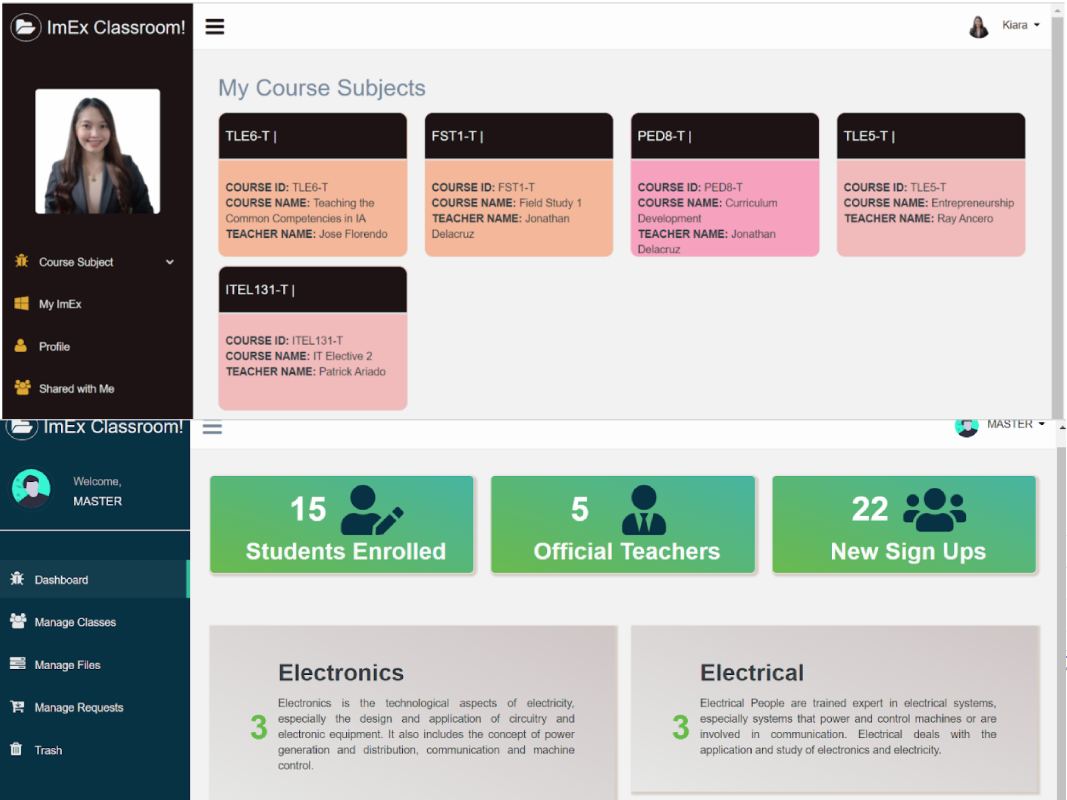 ImEx Classroom!
Kiara
My Course Subjects
TLE6-T |
FST1-T |
PED8-T |
TLE5-T |
COURSE ID: TLE6-T
COURSE NAME: Teaching the
Common Competencies in IA
TEACHER NAME: Jose Florendo
COURSE ID: FST1-T
COURSE NAME: Field Study 1
TEACHER NAME: Jonathan
Delacruz
COURSE ID: PED8-T
COURSE NAME: Curriculum
Development
TEACHER NAME: Jonathan
Delacruz
COURSE ID: TLE5-T
COURSE NAME: Entrepreneurship
TEACHER NAME: Ray Ancero
ITEL131-T |
COURSE ID: ITEL131-T
COURSE NAME: IT Elective 2
TEACHER NAME: Patrick Ariado
Course Subject
My ImEx
Profile
Shared with Me
ImEx Classroom!
MASTER
Welcome,
MASTER
Dashboard
Manage Classes
Manage Files
Manage Requests
Trash
15
Students Enrolled
5
Official Teachers
22
New Sign Ups
Electronics
3
Electronics is the technological aspects of electricity,
especially the design and application of circuitry and
electronic equipment. It also includes the concept of power
generation and distribution, communication and machine
control.
Electrical
3
Electrical People are trained expert in electrical systems,
especially systems that power and control machines or are
involved in communication. Electrical deals with the
application and study of electronics and electricity.